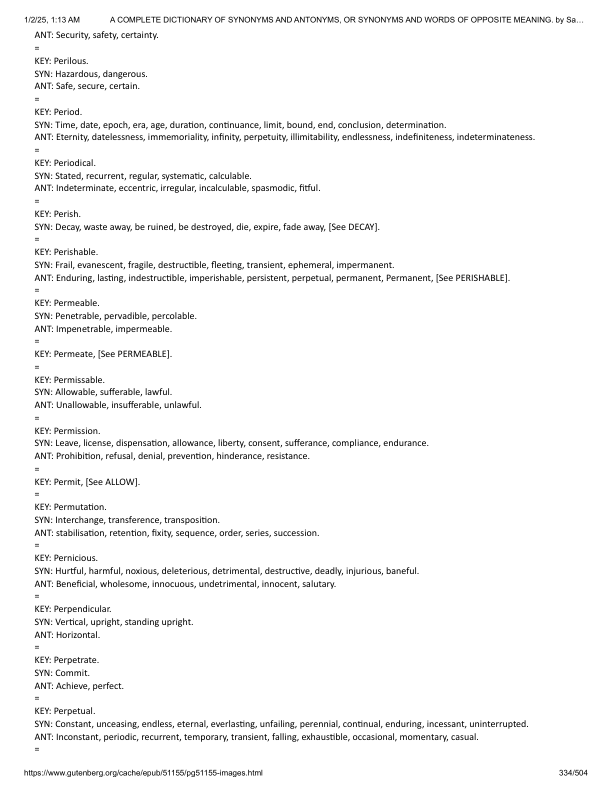 1/2/25, 1:13 AM A COMPLETE DICTIONARY OF SYNONYMS AND ANTONYMS, OR SYNONYMS AND WORDS OF OPPOSITE MEANING. by Sa…
ANT: Security, safety, certainty.
=
KEY: Perilous.
SYN: Hazardous, dangerous.
ANT: Safe, secure, certain.
=
KEY: Period.
SYN: Time, date, epoch, era, age, duration, continuance, limit, bound, end, conclusion, determination.
ANT: Eternity, datelessness, immemoriality, infinity, perpetuity, illimitability, endlessness, indefiniteness, indeterminateness.
=
KEY: Periodical.
SYN: Stated, recurrent, regular, systematic, calculable.
ANT: Indeterminate, eccentric, irregular, incalculable, spasmodic, fitful.
=
KEY: Perish.
SYN: Decay, waste away, be ruined, be destroyed, die, expire, fade away, [See DECAY].
=
KEY: Perishable.
SYN: Frail, evanescent, fragile, destructible, fleeting, transient, ephemeral, impermanent.
ANT: Enduring, lasting, indestructible, imperishable, persistent, perpetual, permanent, Permanent, [See PERISHABLE].
=
KEY: Permeable.
SYN: Penetrable, pervadible, percolable.
ANT: Impenetrable, impermeable.
=
KEY: Permeate, [See PERMEABLE].
=
KEY: Permissable.
SYN: Allowable, sufferable, lawful.
ANT: Unallowable, insufferable, unlawful.
=
KEY: Permission.
SYN: Leave, license, dispensation, allowance, liberty, consent, sufferance, compliance, endurance.
ANT: Prohibition, refusal, denial, prevention, hinderance, resistance.
=
KEY: Permit, [See ALLOW].
=
KEY: Permutation.
SYN: Interchange, transference, transposition.
ANT: stabilisation, retention, fixity, sequence, order, series, succession.
=
KEY: Pernicious.
SYN: Hurtful, harmful, noxious, deleterious, detrimental, destructive, deadly, injurious, baneful.
ANT: Beneficial, wholesome, innocuous, undetrimental, innocent, salutary.
=
KEY: Perpendicular.
SYN: Vertical, upright, standing upright.
ANT: Horizontal.
=
KEY: Perpetrate.
SYN: Commit.
ANT: Achieve, perfect.
=
KEY: Perpetual.
SYN: Constant, unceasing, endless, eternal, everlasting, unfailing, perennial, continual, enduring, incessant, uninterrupted.
ANT: Inconstant, periodic, recurrent, temporary, transient, falling, exhaustible, occasional, momentary, casual.
=
https://www.gutenberg.org/cache/epub/51155/pg51155-images.html 334/504